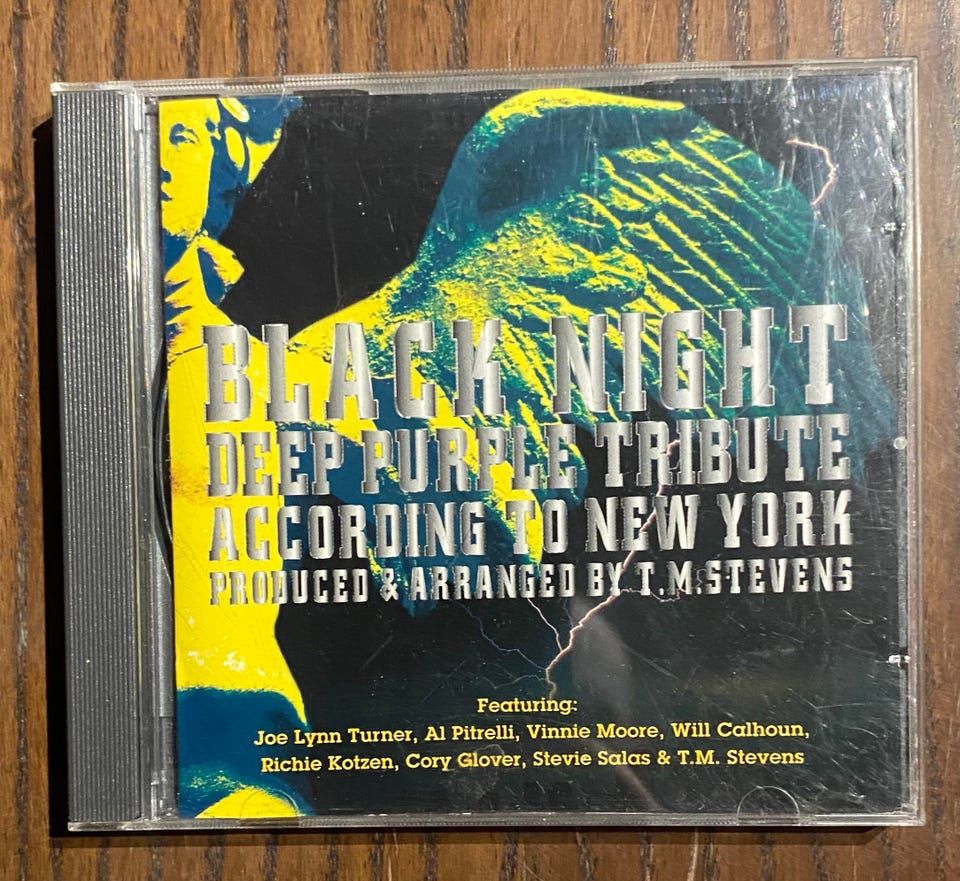 BLACK NIGHT
DEEP PURPLE TRIBUTE
ACCORDING TO NEW YORK
PRODUCED & ARRANGED BY T.M.STEVENS
Featuring:
Joe Lynn Turner, Al Pitrelli, Vinnie Moore, Will Calhoun,
Richie Kotzen, Cory Glover, Stevie Salas & T.M. Stevens